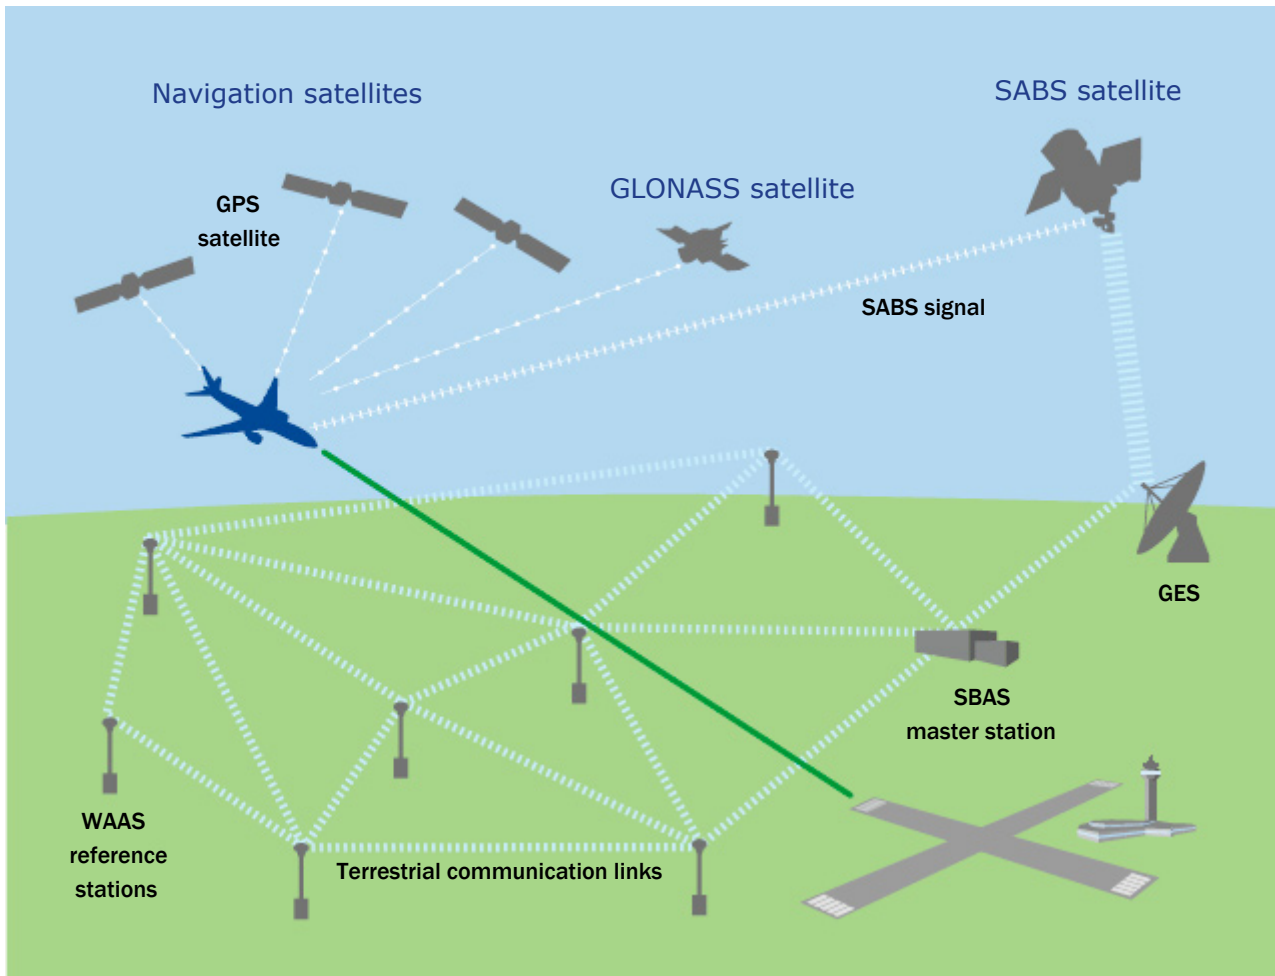 Navigation satellites
SABS satellite
GPS
satellite
GLONASS satellite
SABS signal
GES
SBAS
master station
WAAS
reference
stations
Terrestrial communication links